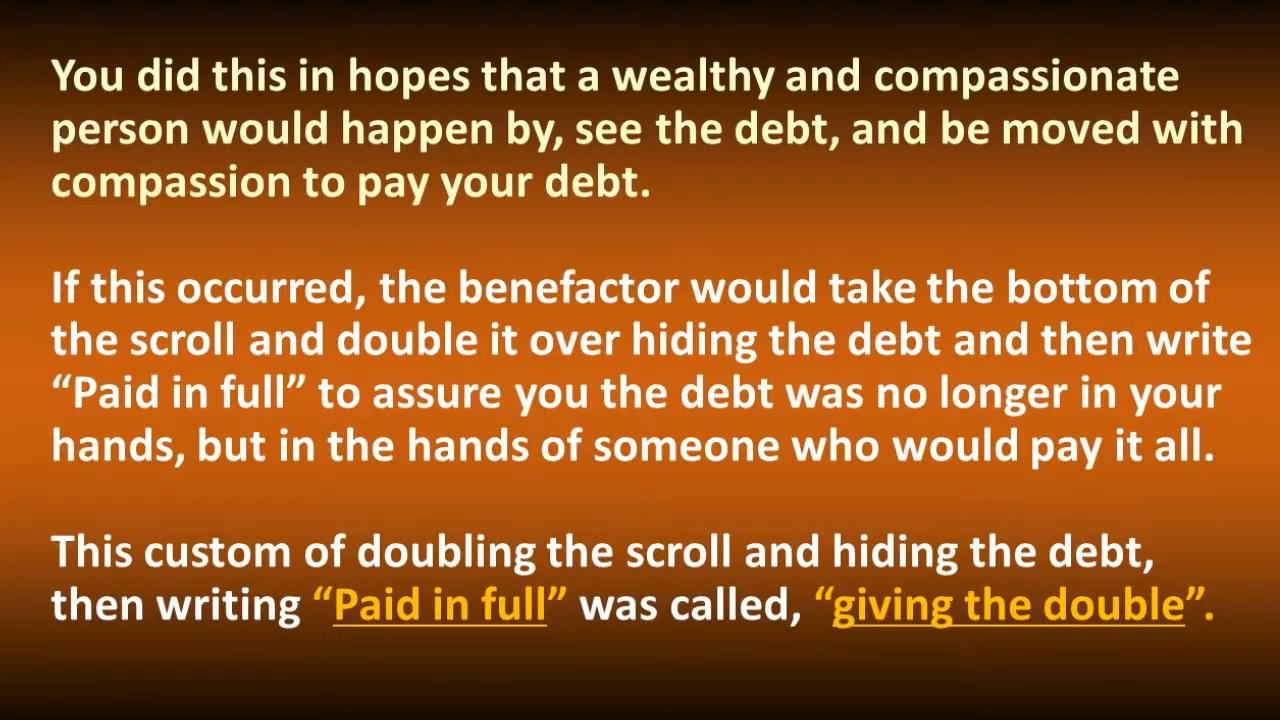 You did this in hopes that a wealthy and compassionate
person would happen by, see the debt, and be moved with
compassion to pay your debt.
If this occurred, the benefactor would take the bottom of
the scroll and double it over hiding the debt and then write
“Paid in full” to assure you the debt was no longer in your
hands, but in the hands of someone who would pay it all.
This custom of doubling the scroll and hiding the debt,
then writing “Paid in full” was called, “giving the double”.